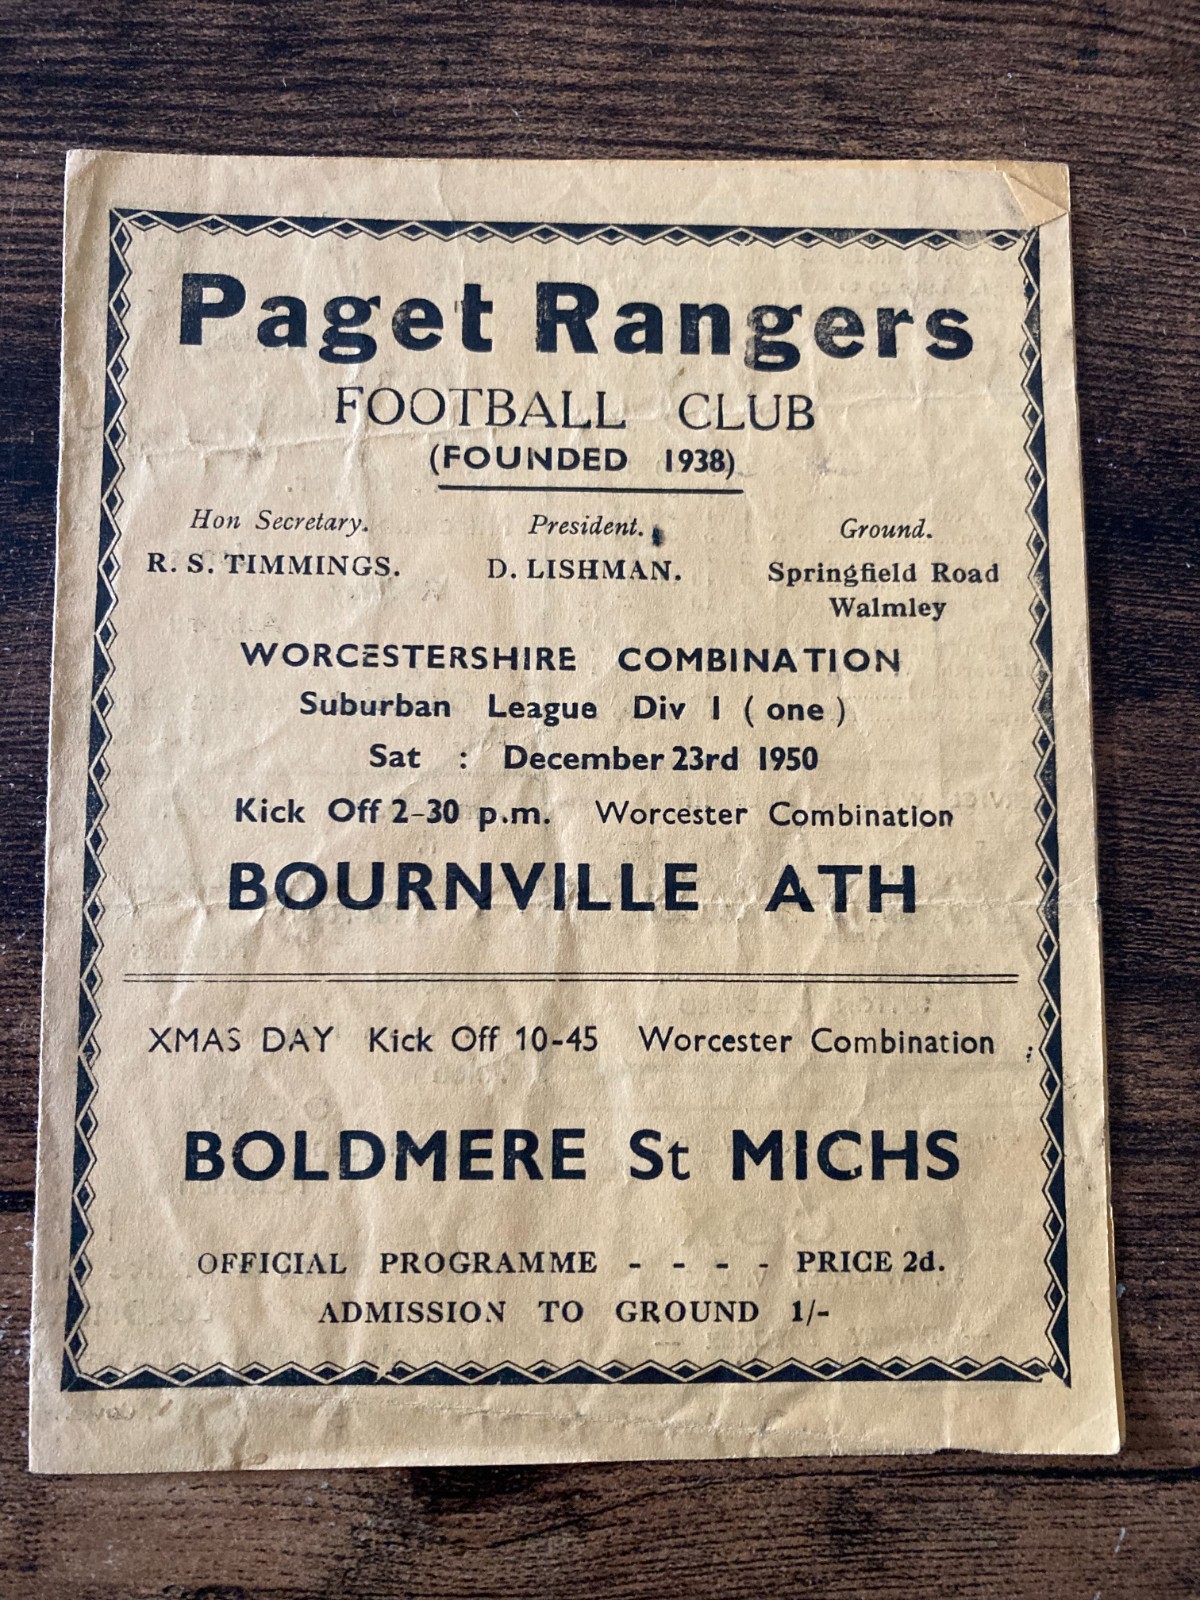 Paget Rangers
FOOTBALL CLUB
(FOUNDED 1938)
Hon Secretary. President. Ground.
R. S. TIMMINGS. D. LISHMAN. Springfield Road
Walmley
WORCESTERSHIRE COMBINATION
Suburban League Div 1 ( one )
Sat : December 23rd 1950
Kick Off 2-30 p.m. Worcester Combination
BOURNVILLE ATH
XMAS DAY Kick Off 10-45 Worcester Combination ;
BOLDMERE St MICHS
OFFICIAL PROGRAMME - - - - PRICE 2d.
ADMISSION TO GROUND 1/-